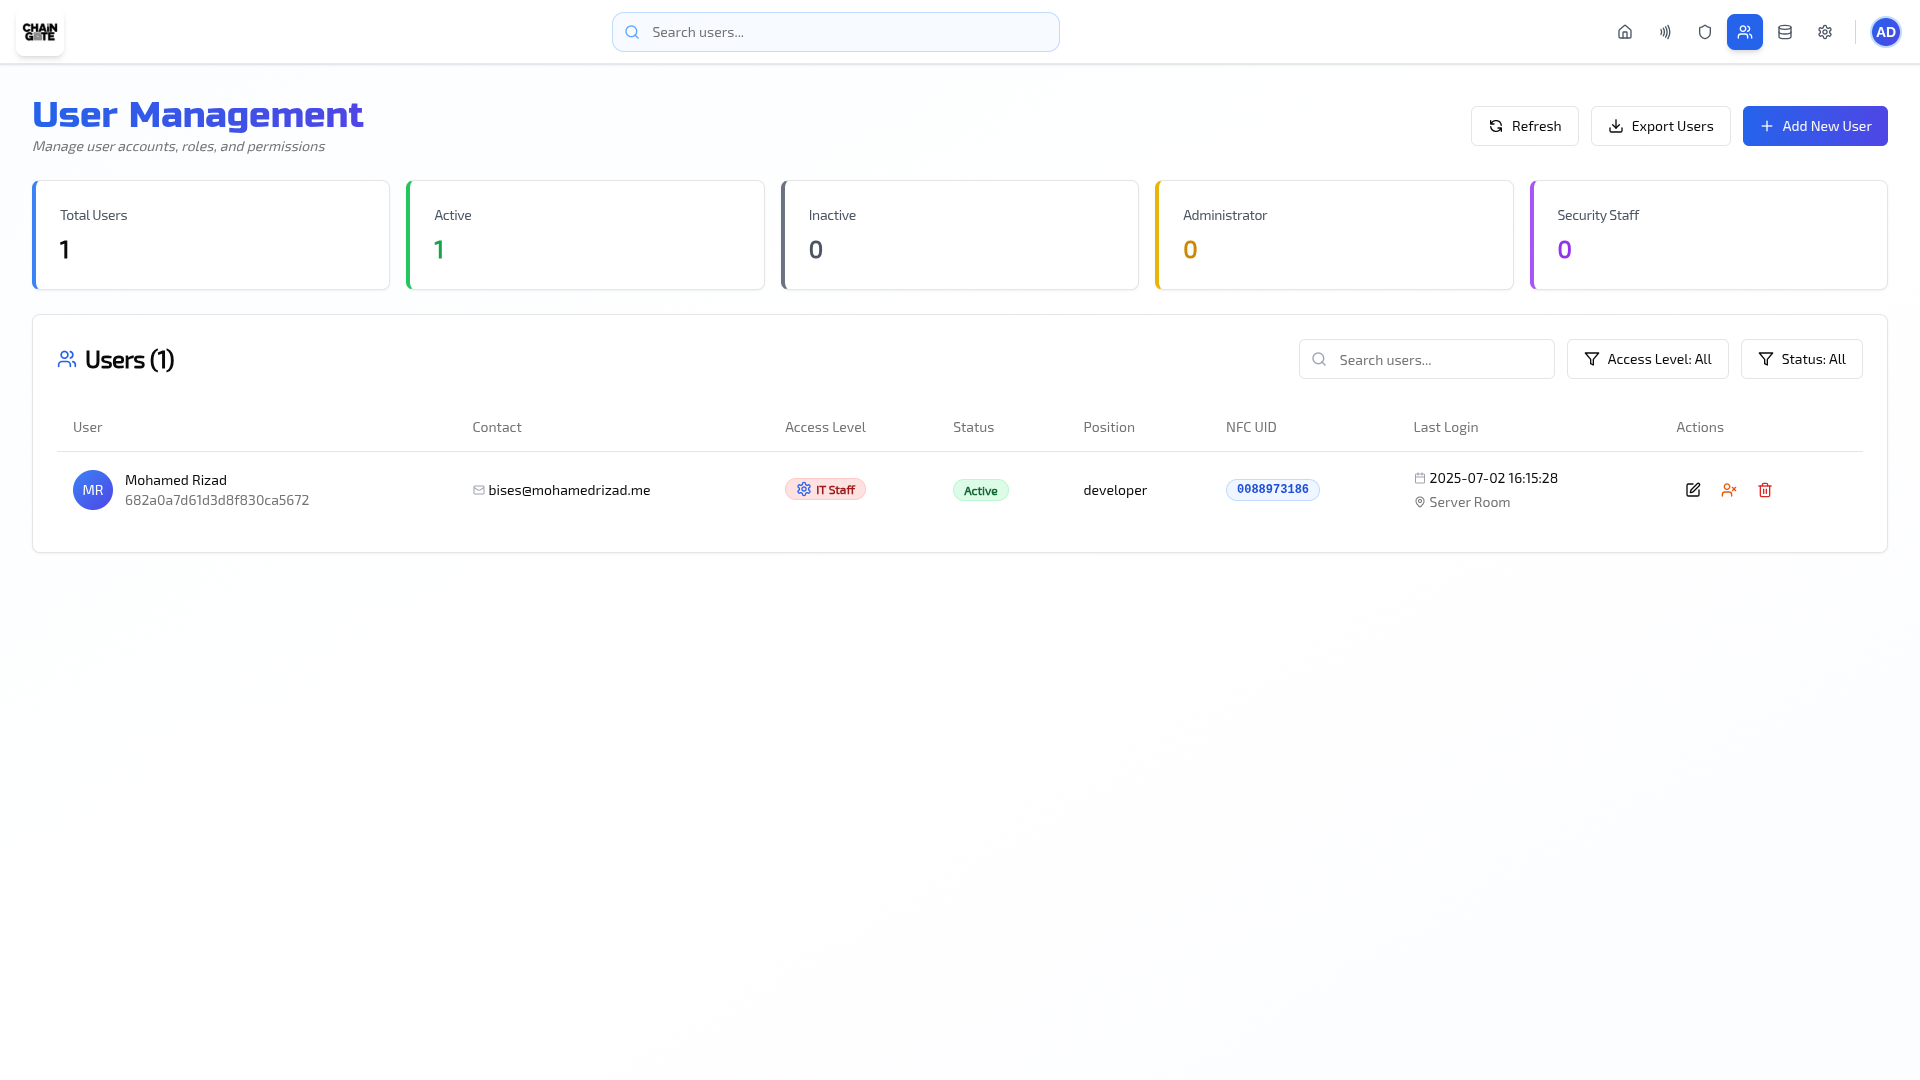 CHAIN
GATE
Search users...
AD
User Management
Manage user accounts, roles, and permissions
Refresh
Export Users
Add New User
Total Users
1
Active
1
Inactive
0
Administrator
0
Security Staff
0
Users (1)
Search users...
Access Level: All
Status: All
User
Contact
Access Level
Status
Position
NFC UID
Last Login
Actions
MR
Mohamed Rizad
682a0a7d61d3d8f830ca5672
bises@mohamedrizad.me
IT Staff
Active
developer
0088973186
2025-07-02 16:15:28
Server Room